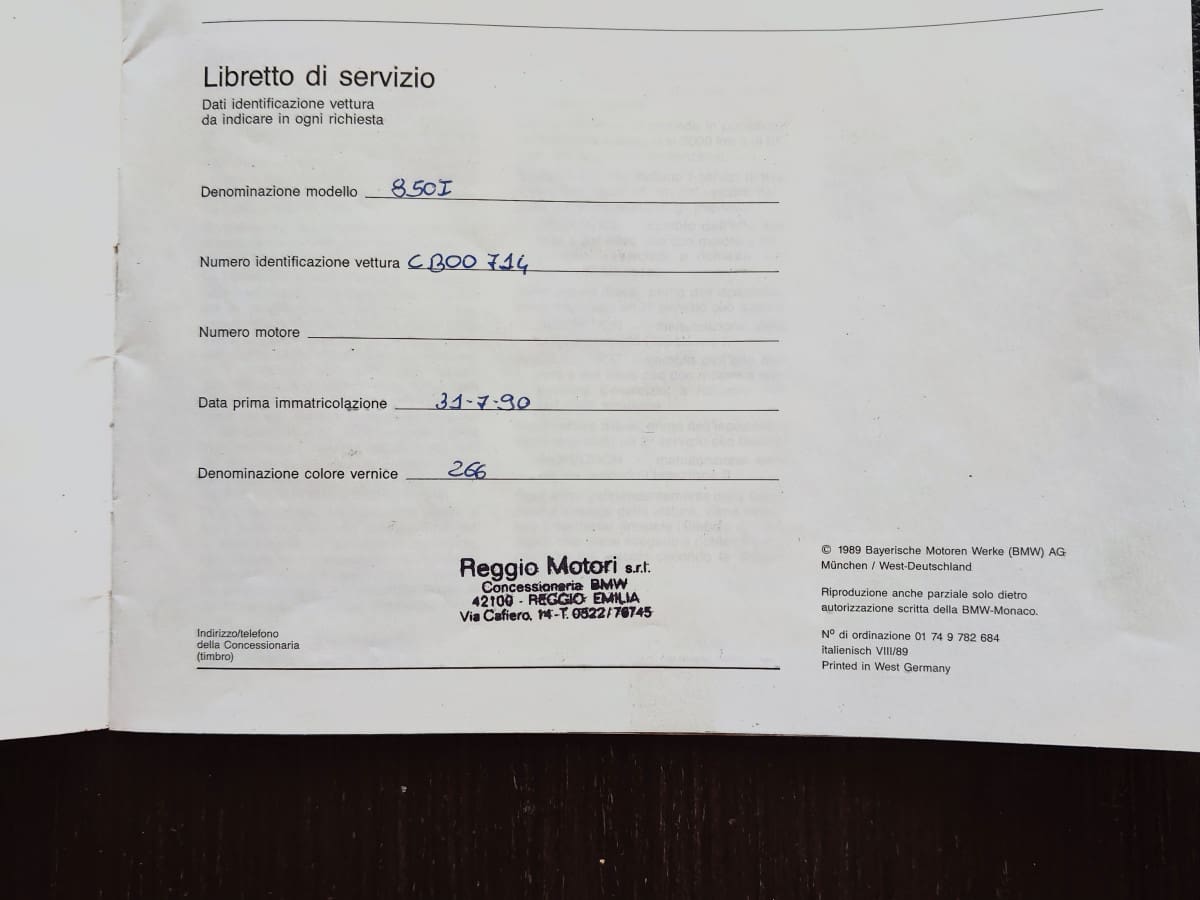 Libretto di servizio
Dati identificazione vettura
da indicare in ogni richiesta
Denominazione modello 850I
Numero identificazione vettura CB00 714
Numero motore
Data prima immatricolazione 31-7-90
Denominazione colore vernice 266
Reggio Motori s.r.l.
Concessionaria BMW
42100 - REGGIO EMILIA
Via Cafiero, 14-T. 0522/76745
Indirizzo/telefono
della Concessionaria
(timbro)
© 1989 Bayerische Motoren Werke (BMW) AG
München / West-Deutschland
Riproduzione anche parziale solo dietro
autorizzazione scritta della BMW-Monaco.
Nº di ordinazione 01 74 9 782 684
italienisch VIII/89
Printed in West Germany